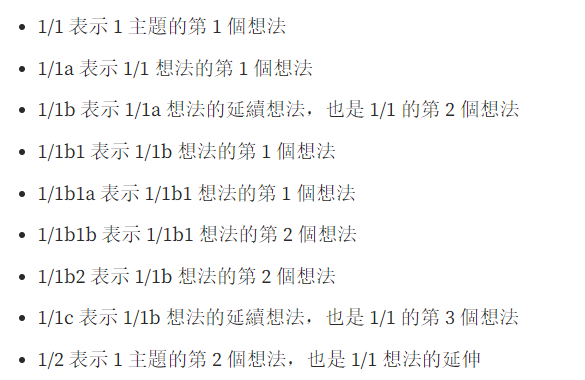 • 1/1 表示 1 主題的第 1 個想法
• 1/1a 表示 1/1 想法的第 1 個想法
• 1/1b 表示 1/1a 想法的延續想法，也是 1/1 的第 2 個想法
• 1/1b1 表示 1/1b 想法的第 1 個想法
• 1/1b1a 表示 1/1b1 想法的第 1 個想法
• 1/1b1b 表示 1/1b1 想法的第 2 個想法
• 1/1b2 表示 1/1b 想法的第 2 個想法
• 1/1c 表示 1/1b 想法的延續想法，也是 1/1 的第 3 個想法
• 1/2 表示 1 主題的第 2 個想法，也是 1/1 想法的延伸